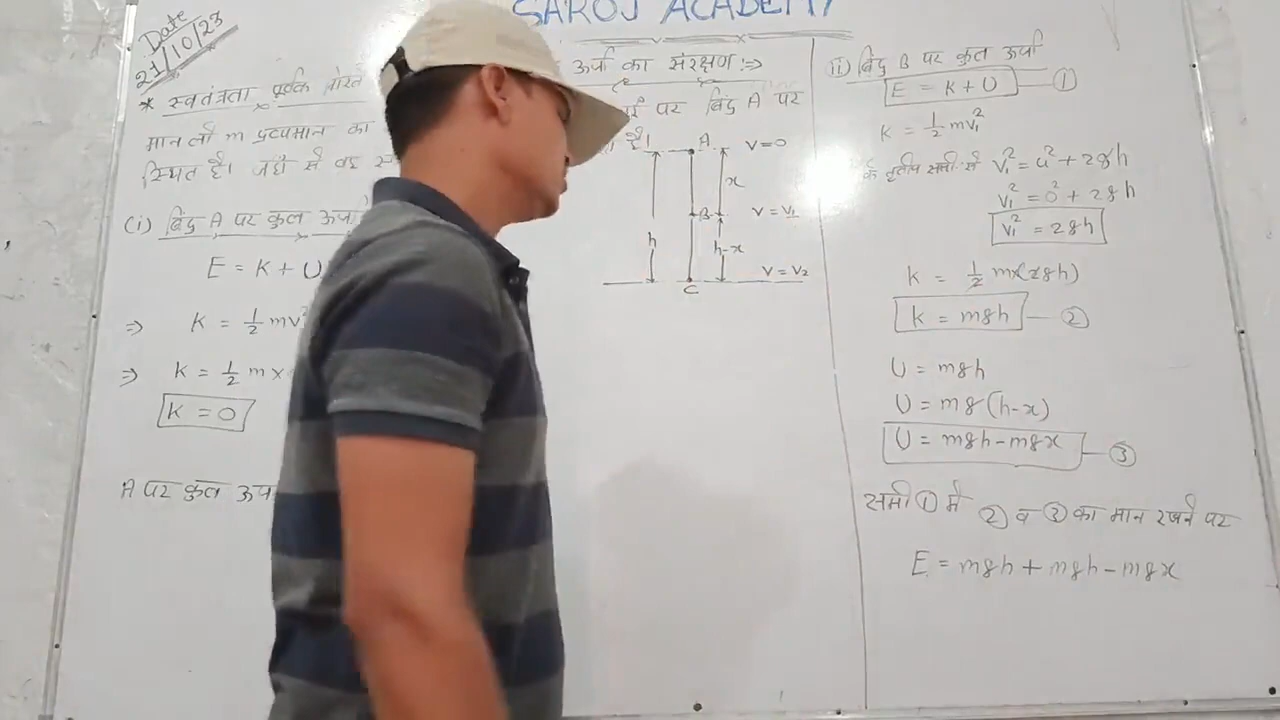 SAROJ ACADEMY
Date
21/10/23
* स्वतंत्रता पूर्वक
ऊर्जा का संरक्षण :⇒
मान लो m द्रव्यमान का
पर बिंदु A पर
स्थित है। जहाँ से वह
है।
(i) बिंदु A पर कुल ऊर्जा
E = K + U
⇒ K = 1/2 mv²
⇒ K = 1/2 m×
K = 0
A पर कुल
A
V=0
x
B
V = V₁
h
h-x
V = V₂
C
ii) बिंदु B पर कुल ऊर्जा
E = K + U — ①
K = 1/2 mv₁²
के तृतीय समी. से V₁² = u² + 2gh
V₁² = 0² + 2gh
V₁² = 2gh
K = 1/2 m×(2gh)
K = mgh — ②
U = mgh
U = mg(h-x)
U = mgh - mgx — ③
समी ① में ② व ③ का मान रखने पर
E = mgh + mgh - mgx